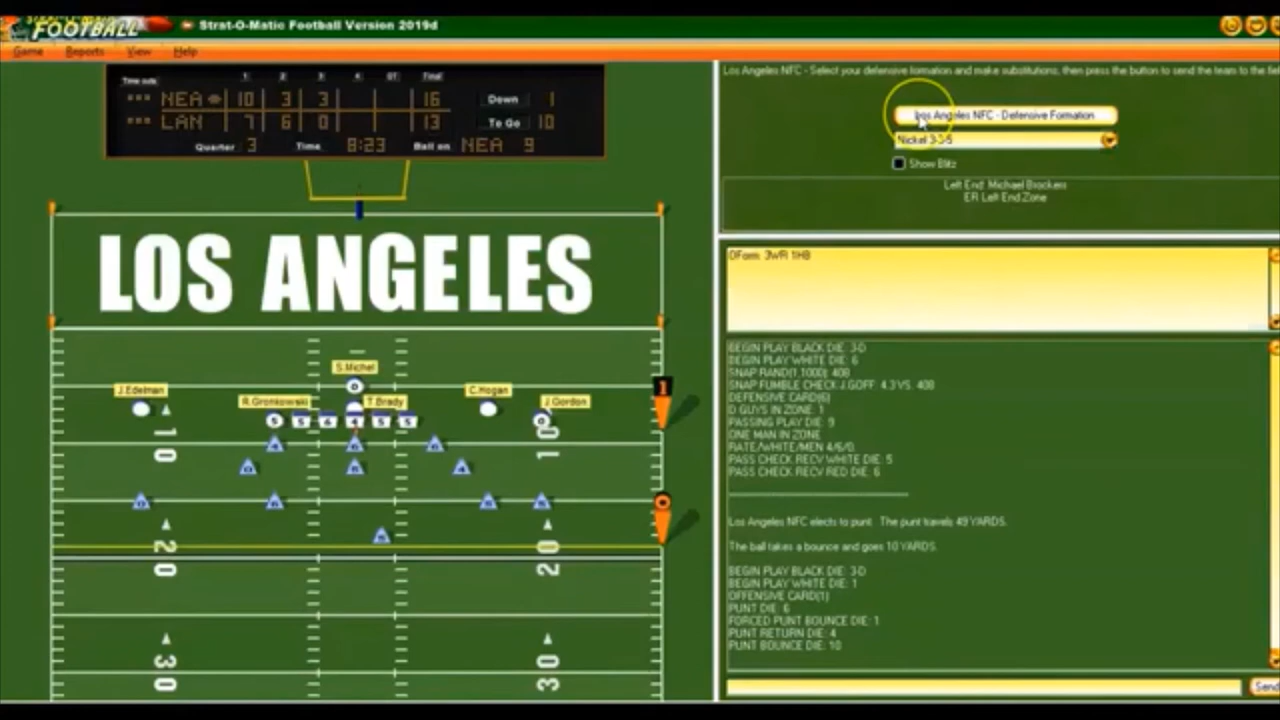 FOOTBALL
Strat-O-Matic Football Version 2019d
Game Reports View Help
Time outs 1 2 3 4 OT Final
*** NEA 10 3 3 16 Down 1
*** LAN 7 6 0 13 To Go 10
Quarter 3 Time 8:23 Ball on NEA 9
LOS ANGELES
S.Michel
J.Edelman C.Hogan
R.Gronkowski T.Brady J.Gordon
1
10 10
20 20
30 30
Los Angeles NFC - Select your defensive formation and make substitutions, then press the button to send the team to the fie
Los Angeles NFC - Defensive Formation
Nickel 3-3-5
Show Blitz
Left End: Michael Brockers
ER Left End Zone
OForm: 3WR 1HB
BEGIN PLAY BLACK DIE: 3-D
BEGIN PLAY WHITE DIE: 6
SNAP RAND(1,1000): 408
SNAP FUMBLE CHECK J.GOFF: 4.3 VS. 408
DEFENSIVE CARD(6)
D GUYS IN ZONE: 1
PASSING PLAY DIE: 9
ONE MAN IN ZONE
RATE/WHITE/MEN 4/6/0
PASS CHECK RECV WHITE DIE: 5
PASS CHECK RECV RED DIE: 6
Los Angeles NFC elects to punt. The punt travels 49 YARDS.
The ball takes a bounce and goes 10 YARDS.
BEGIN PLAY BLACK DIE: 3-D
BEGIN PLAY WHITE DIE: 1
OFFENSIVE CARD(1)
PUNT DIE: 6
FORCED PUNT BOUNCE DIE: 1
PUNT RETURN DIE: 4
PUNT BOUNCE DIE: 10
Send